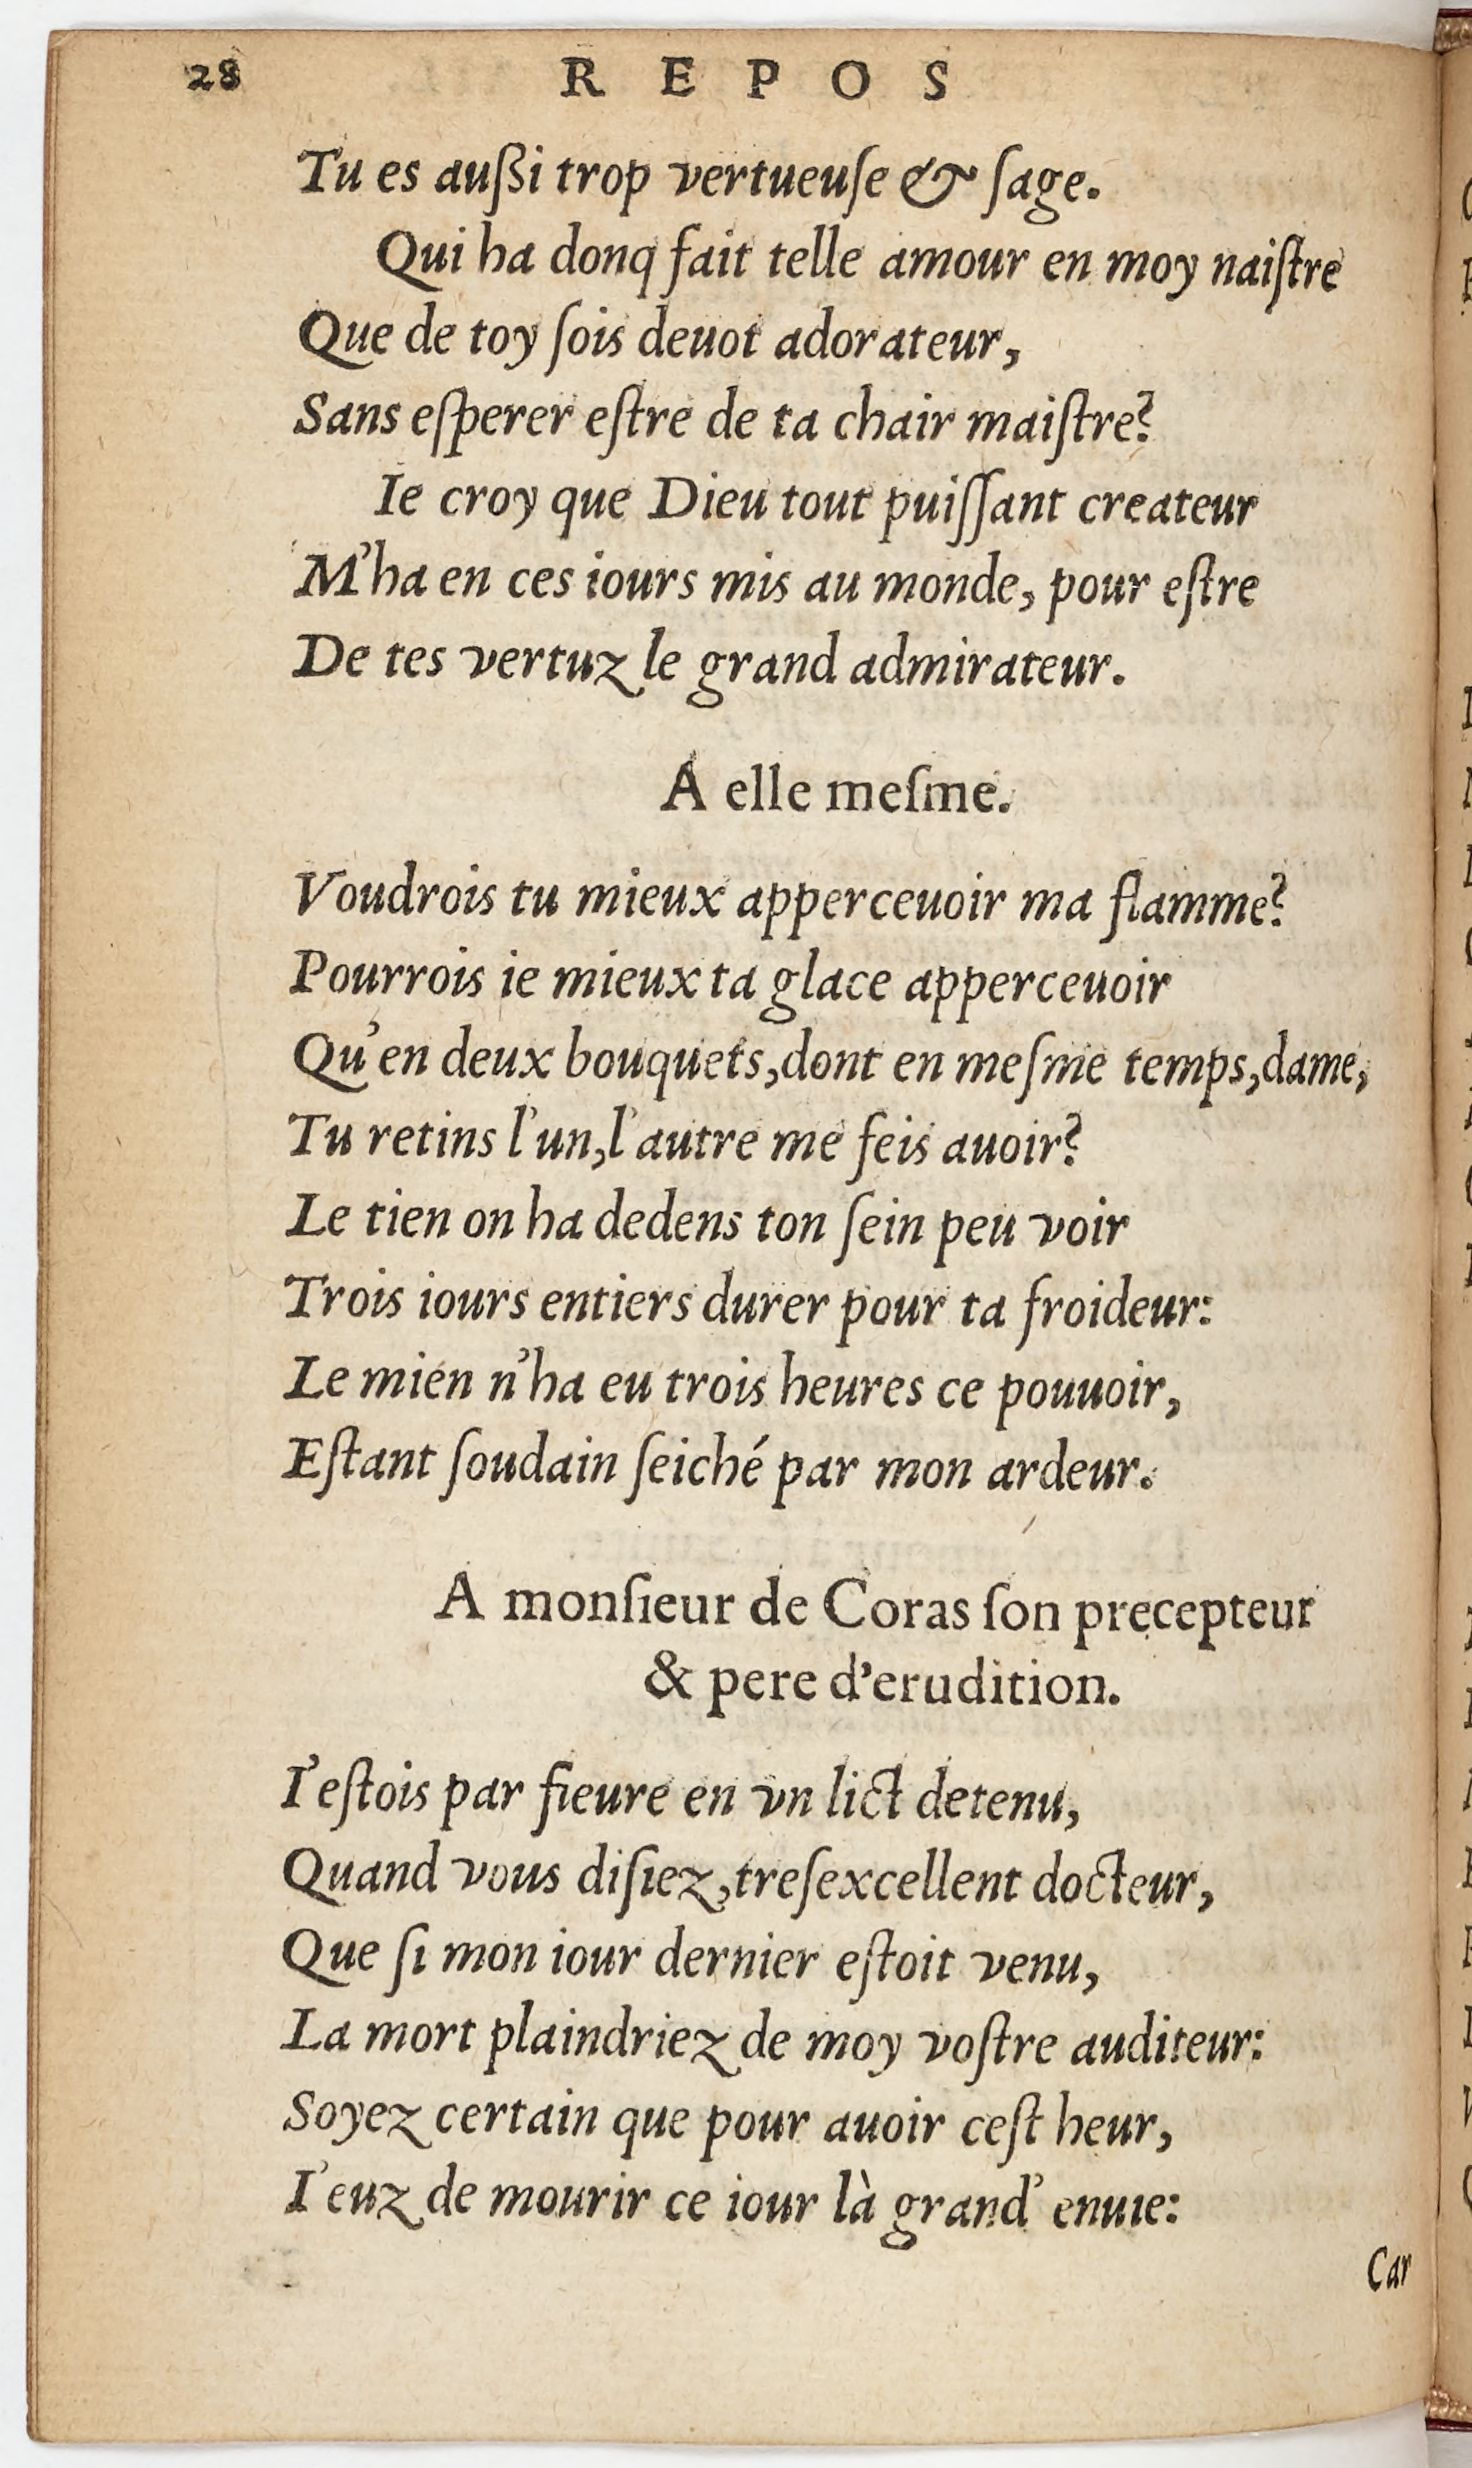 28 REPOS
Tu es außi trop vertueuſe & ſage.
Qui ha donq fait telle amour en moy naiſtre
Que de toy ſois deuot adorateur,
Sans eſperer eſtre de ta chair maiſtre?
Ie croy que Dieu tout puiſſant createur
M'ha en ces iours mis au monde, pour eſtre
De tes vertuz le grand admirateur.
A elle meſme.
Voudrois tu mieux apperceuoir ma flamme?
Pourrois ie mieux ta glace apperceuoir
Qu'en deux bouquets, dont en meſme temps, dame,
Tu retins l'un, l'autre me feis auoir?
Le tien on ha dedens ton ſein peu voir
Trois iours entiers durer pour ta froideur:
Le mien n'ha eu trois heures ce pouuoir,
Eſtant ſoudain ſeiché par mon ardeur.
A monſieur de Coras ſon precepteur
& pere d'erudition.
I'eſtois par fieure en vn lict detenu,
Quand vous diſiez, treſexcellent docteur,
Que ſi mon iour dernier eſtoit venu,
La mort plaindriez de moy voſtre auditeur:
Soyez certain que pour auoir ceſt heur,
I'euz de mourir ce iour là grand' enuie:
Car